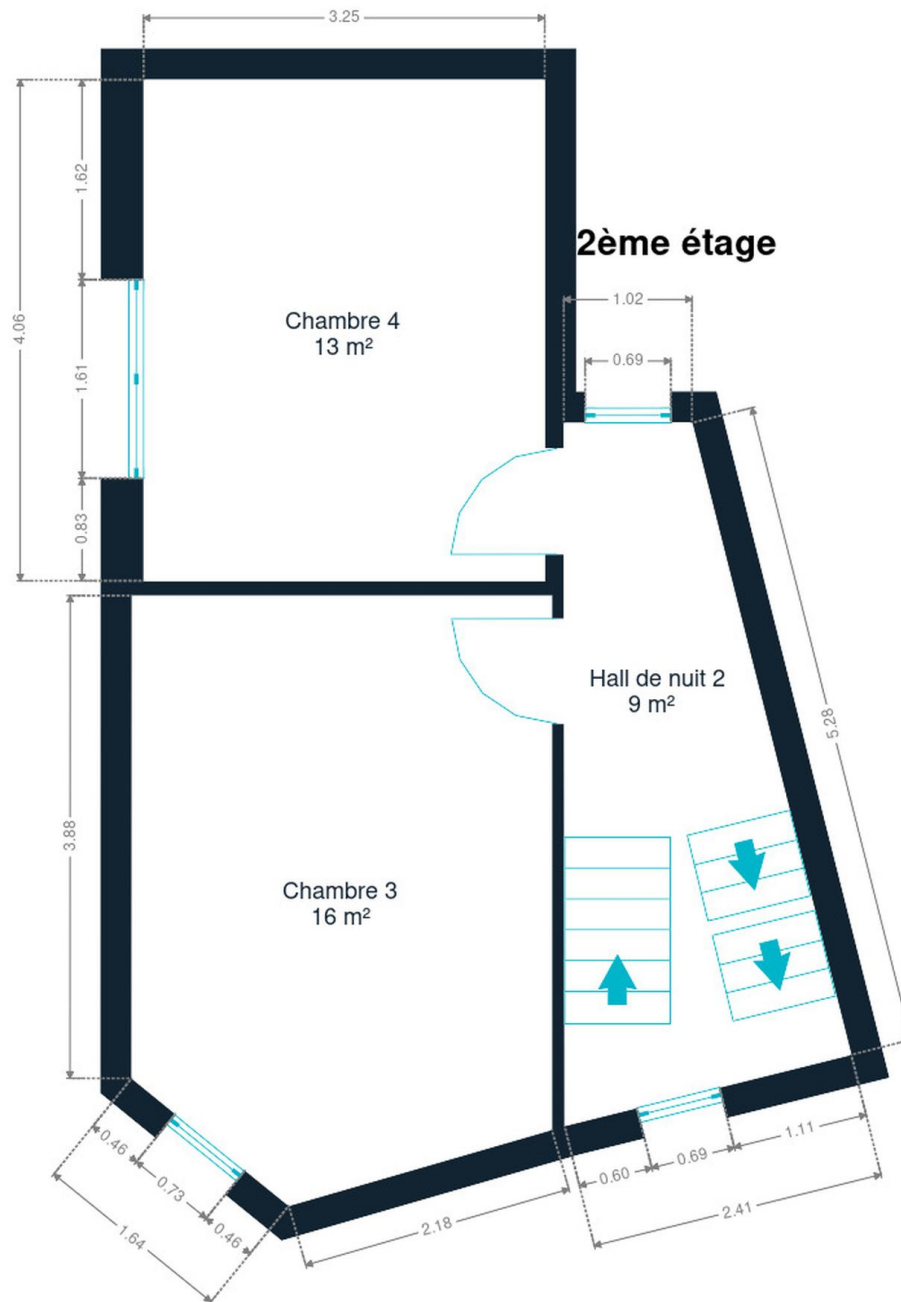 3.25
1.62
4.06
2ème étage
1.02
Chambre 4
13 m²
0.69
1.61
0.83
Hall de nuit 2
9 m²
5.28
3.88
Chambre 3
16 m²
0.46
0.73
0.46
1.64
2.18
0.60
0.69
1.11
2.41